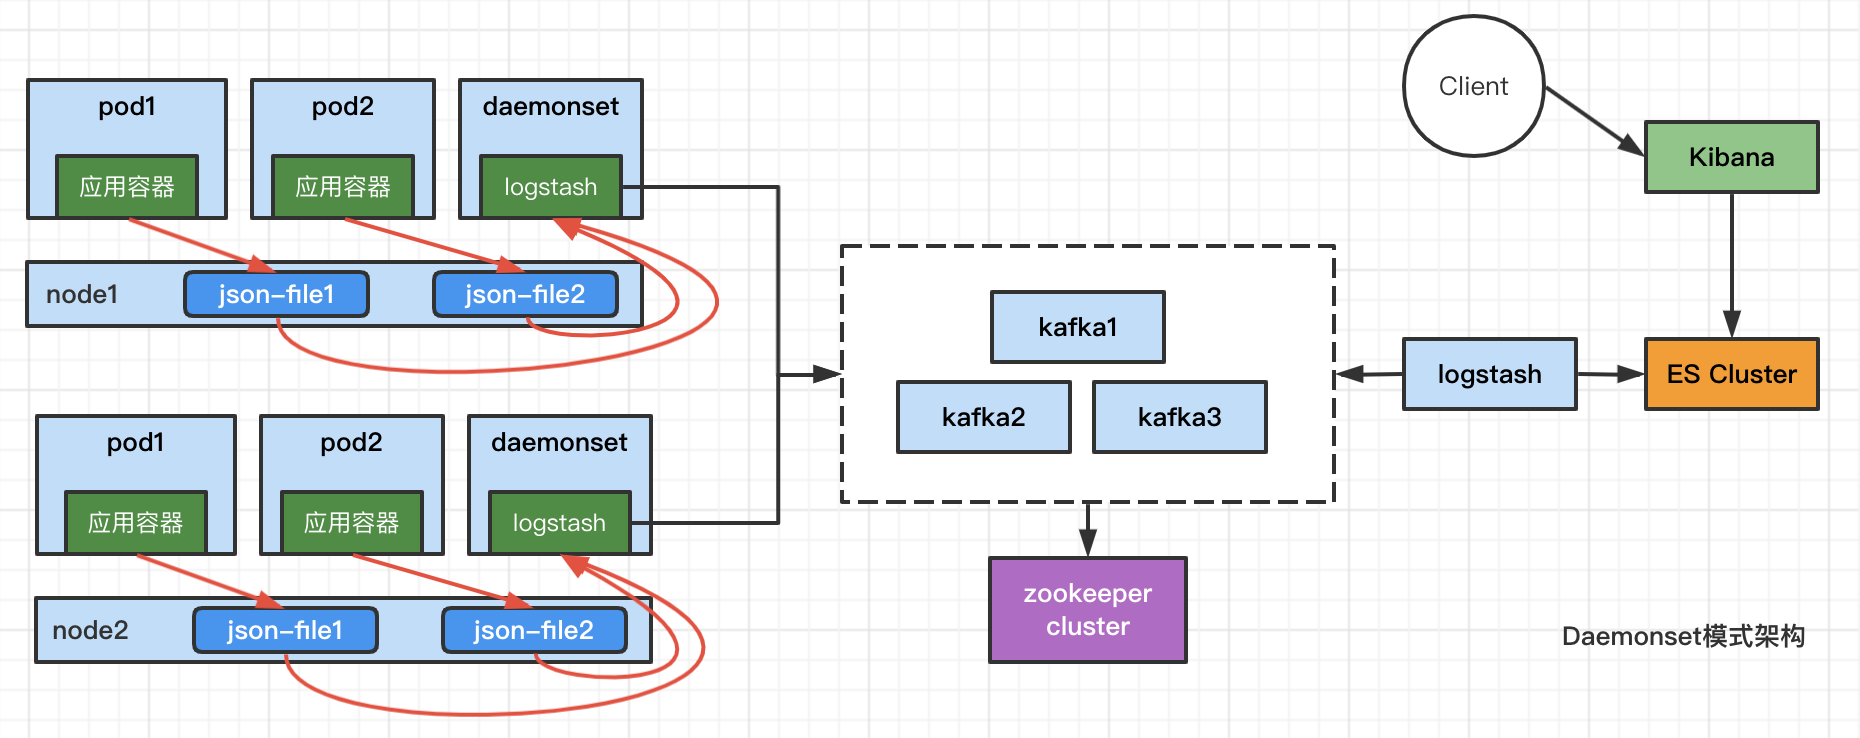 Client
Kibana
pod1
pod2
daemonset
应用容器
应用容器
logstash
node1
json-file1
json-file2
kafka1
kafka2
kafka3
logstash
ES Cluster
pod1
pod2
daemonset
应用容器
应用容器
logstash
node2
json-file1
json-file2
zookeeper
cluster
Daemonset模式架构